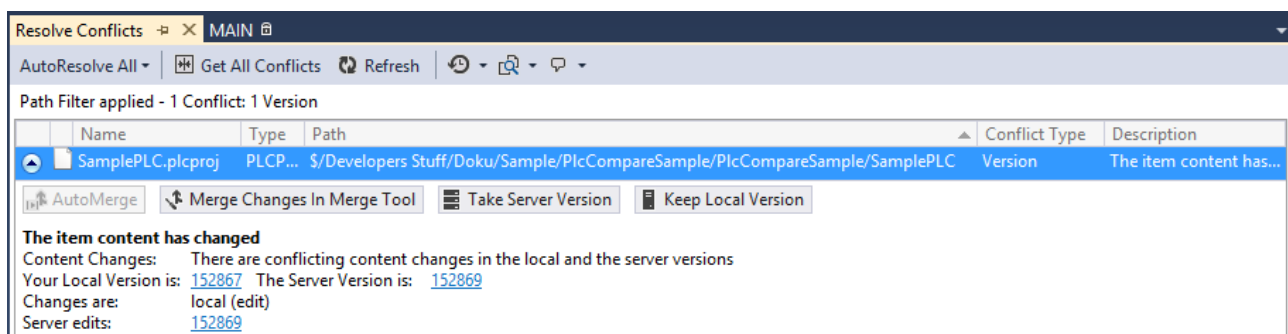 Resolve Conflicts MAIN
AutoResolve All Get All Conflicts Refresh
Path Filter applied - 1 Conflict: 1 Version
Name Type Path Conflict Type Description
SamplePLC.plcproj PLCP... $/Developers Stuff/Doku/Sample/PlcCompareSample/PlcCompareSample/SamplePLC Version The item content has...
AutoMerge Merge Changes In Merge Tool Take Server Version Keep Local Version
The item content has changed
Content Changes: There are conflicting content changes in the local and the server versions
Your Local Version is: 152867 The Server Version is: 152869
Changes are: local (edit)
Server edits: 152869